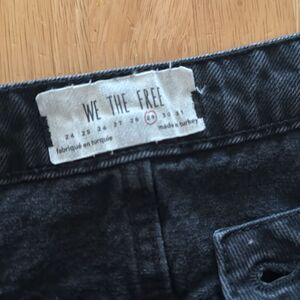 WE THE FREE
24 25 26 27 28 29 30 31
fabriqué en turquie made in turkey